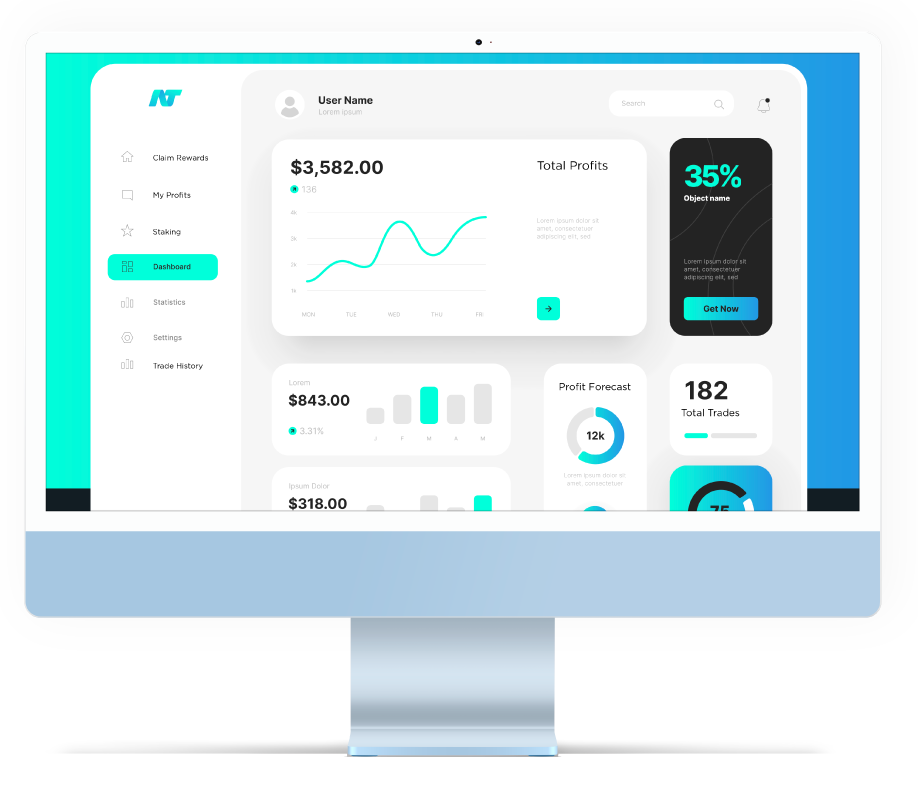 NT
User Name
Lorem Ipsum
Search
Claim Rewards
My Profits
Staking
Dashboard
Statistics
Settings
Trade History
$3,582.00
136
4k
3k
2k
1k
MON
TUE
WED
THU
FRI
Total Profits
Lorem ipsum dolor sit
amet, consectetuer
adipiscing elit, sed
35%
Object name
Lorem ipsum dolor sit
amet, consectetuer
adipiscing elit, sed
Get Now
Lorem
$843.00
3.31%
J
F
M
A
M
Profit Forecast
12k
Lorem ipsum dolor sit
amet, consectetuer
182
Total Trades
Ipsum Dolor
$318.00
75